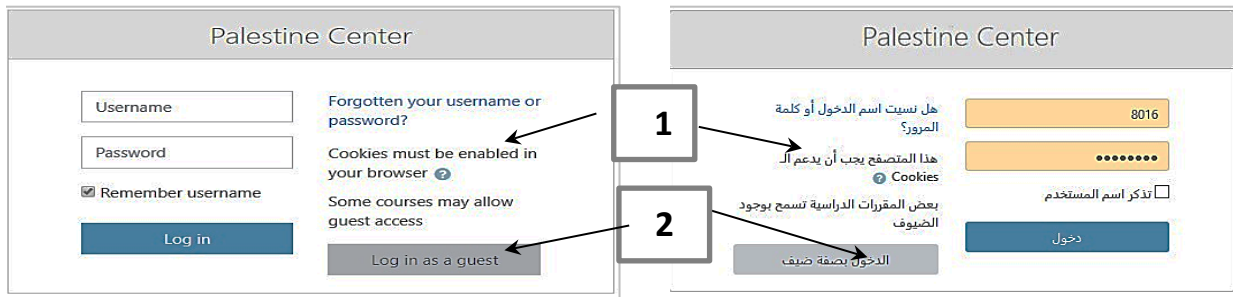 Palestine Center
Username
Password
Remember username
Log in
Forgotten your username or
password?
Cookies must be enabled in
your browser
Some courses may allow
guest access
Log in as a guest
1
2
Palestine Center
8016
تذكر اسم المستخدم
دخول
هل نسيت اسم الدخول أو كلمة
المرور؟
هذا المتصفح يجب أن يدعم الـ
Cookies
بعض المقررات الدراسية تسمح بوجود
الضيوف
الدخول بصفة ضيف